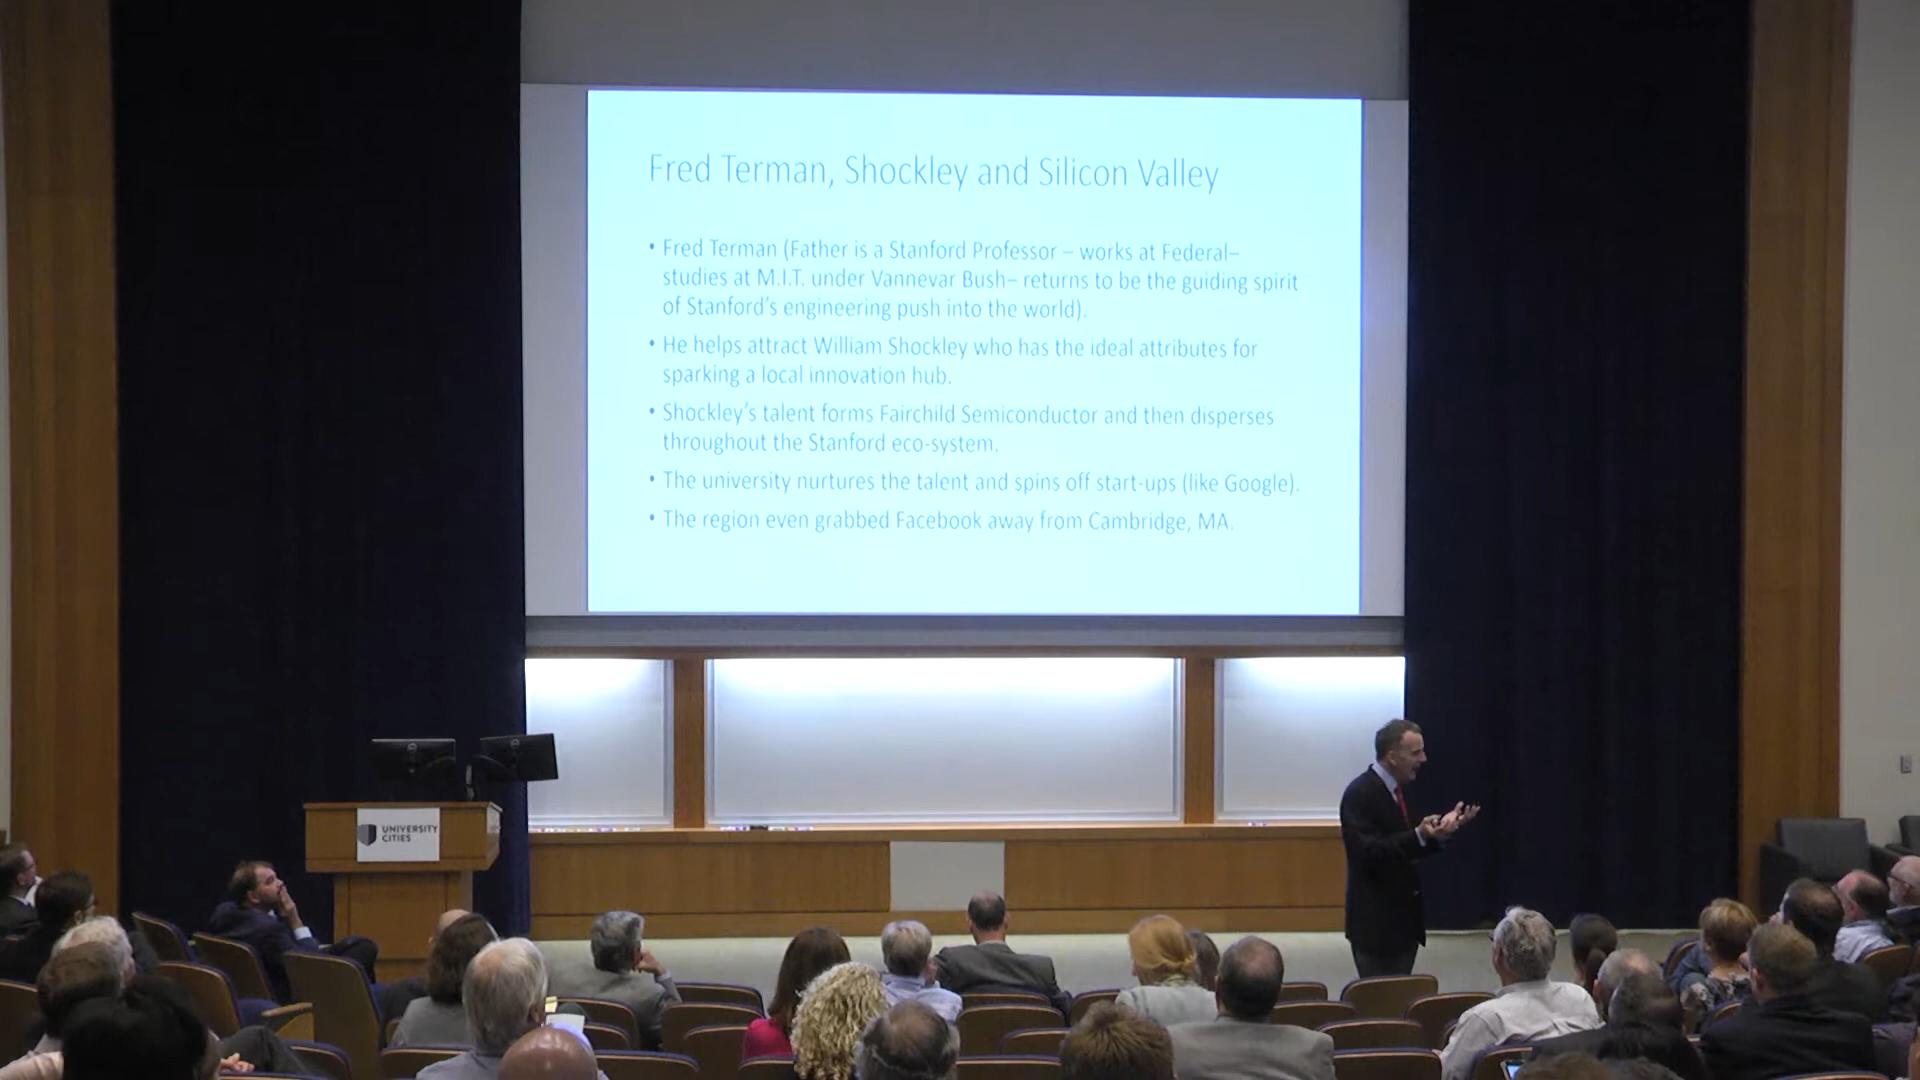 Fred Terman, Shockley and Silicon Valley
• Fred Terman (Father is a Stanford Professor – works at Federal–
studies at M.I.T. under Vannevar Bush– returns to be the guiding spirit
of Stanford's engineering push into the world).
• He helps attract William Shockley who has the ideal attributes for
sparking a local innovation hub.
• Shockley's talent forms Fairchild Semiconductor and then disperses
throughout the Stanford eco-system.
• The university nurtures the talent and spins off start-ups (like Google).
• The region even grabbed Facebook away from Cambridge, MA.
UNIVERSITY
CITIES